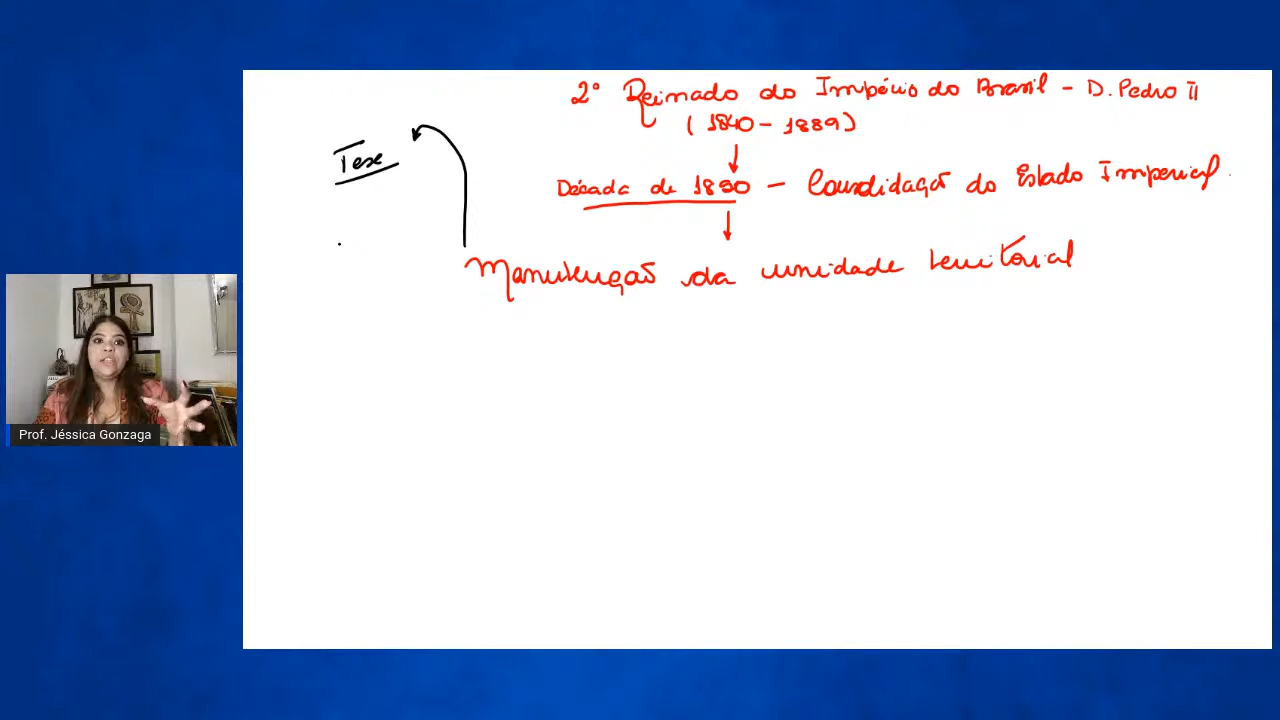 2º Reinado do Império do Brasil - D. Pedro II
(1840 - 1889)
Tese
Década de 1850 - Consolidação do Estado Imperial.
Manutenção da unidade territorial
Prof. Jéssica Gonzaga